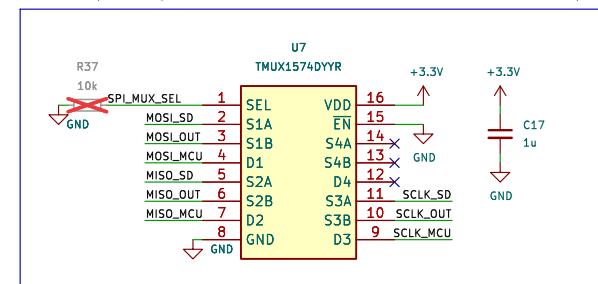 U7
TMUX1574DYYR
R37
10k
SPI_MUX_SEL
GND
1 SEL VDD 16 +3.3V
MOSI_SD 2 S1A EN 15
MOSI_OUT 3 S1B S4A 14
MOSI_MCU 4 D1 S4B 13 GND
MISO_SD 5 S2A D4 12
MISO_OUT 6 S2B S3A 11 SCLK_SD
MISO_MCU 7 D2 S3B 10 SCLK_OUT
8 GND D3 9 SCLK_MCU
GND
+3.3V
C17
1u
GND